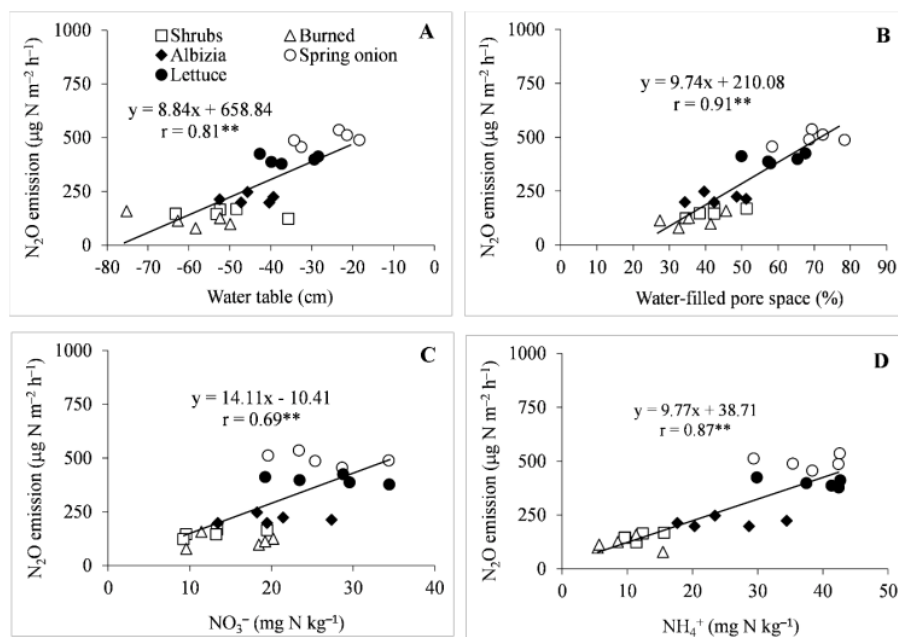 1000
750
500
250
0
N₂O emission (µg N m⁻² h⁻¹)
A
Shrubs
Burned
Albizia
Spring onion
Lettuce
y = 8.84x + 658.84
r = 0.81**
-80 -70 -60 -50 -40 -30 -20 -10 0
Water table (cm)
1000
750
500
250
0
N₂O emission (µg N m⁻² h⁻¹)
B
y = 9.74x + 210.08
r = 0.91**
0 10 20 30 40 50 60 70 80 90
Water-filled pore space (%)
1000
750
500
250
0
N₂O emission (µg N m⁻² h⁻¹)
C
y = 14.11x - 10.41
r = 0.69**
0 10 20 30 40
NO₃⁻ (mg N kg⁻¹)
1000
750
500
250
0
N₂O emission (µg N m⁻² h⁻¹)
D
y = 9.77x + 38.71
r = 0.87**
0 10 20 30 40 50
NH₄⁺ (mg N kg⁻¹)